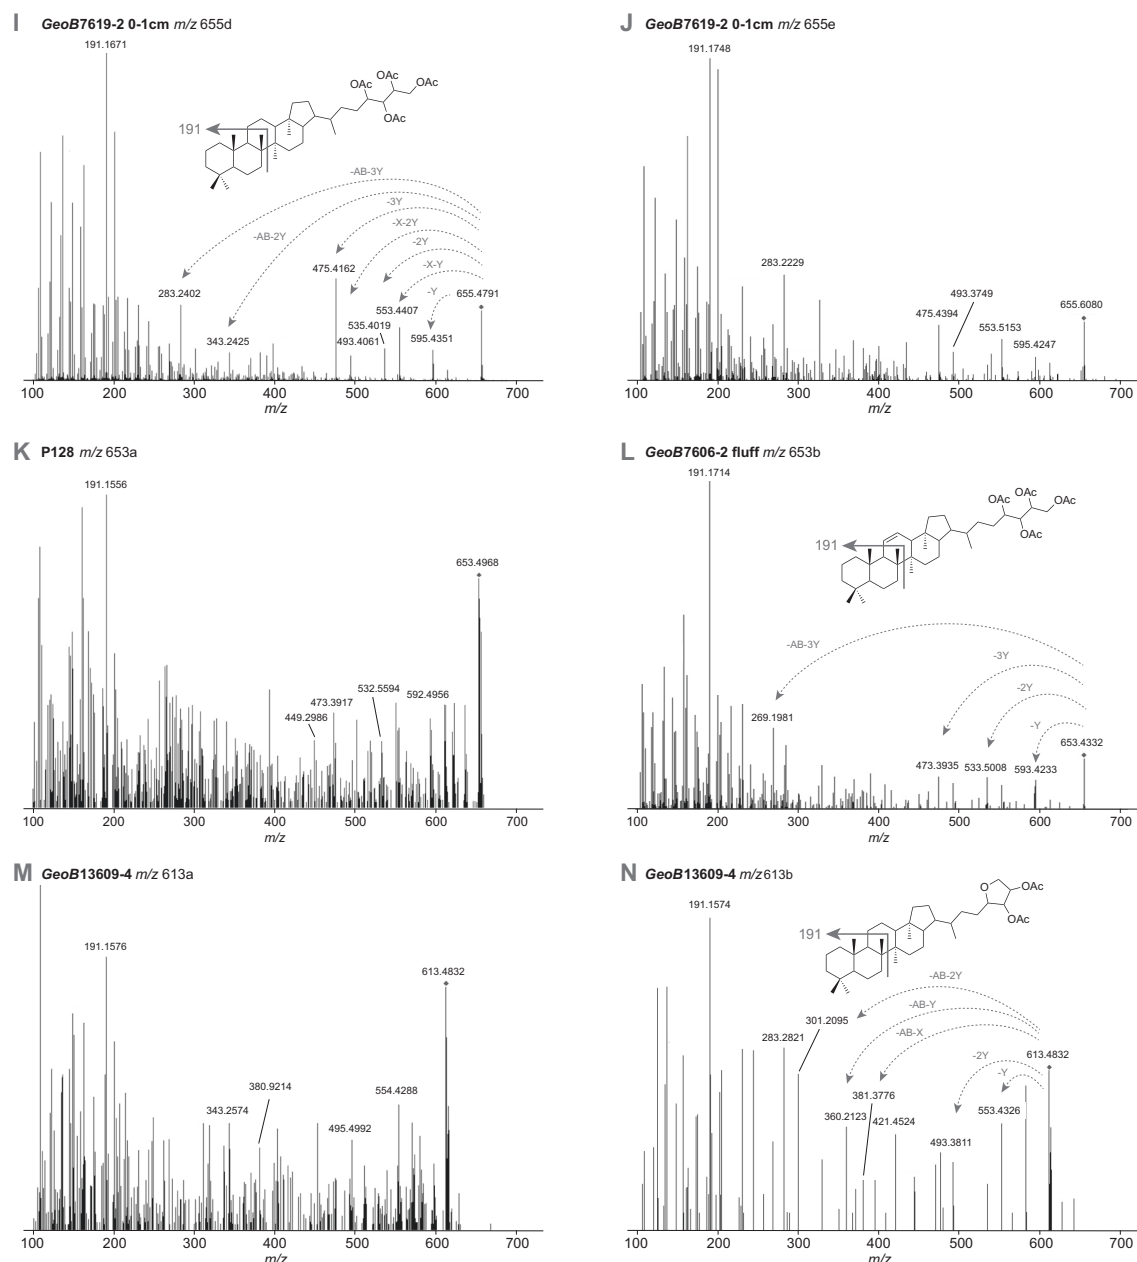 I GeoB7619-2 0-1cm m/z 655d
191.1671
OAc
OAc
OAc
OAc
191
-AB-3Y
-3Y
-X-2Y
-AB-2Y
-2Y
475.4162
-X-Y
283.2402
553.4407
-Y
655.4791
535.4019
343.2425
493.4061
595.4351
100 200 300 400 500 600 700
m/z
J GeoB7619-2 0-1cm m/z 655e
191.1748
283.2229
493.3749
475.4394
655.6080
553.5153
595.4247
100 200 300 400 500 600 700
m/z
K P128 m/z 653a
191.1556
653.4968
532.5594
473.3917
592.4956
449.2986
100 200 300 400 500 600 700
m/z
L GeoB7606-2 fluff m/z 653b
191.1714
OAc
OAc
OAc
OAc
191
-AB-3Y
-3Y
-2Y
269.1981
-Y
653.4332
473.3935
533.5008
593.4233
100 200 300 400 500 600 700
m/z
M GeoB13609-4 m/z 613a
191.1576
613.4832
380.9214
343.2574
554.4288
495.4992
100 200 300 400 500 600 700
m/z
N GeoB13609-4 m/z613b
191.1574
O
OAc
OAc
191
-AB-2Y
-AB-Y
301.2095
-AB-X
283.2821
613.4832
-2Y
-Y
381.3776
360.2123
421.4524
553.4326
493.3811
100 200 300 400 500 600 700
m/z